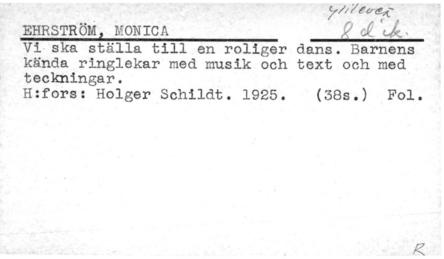 ylileveä
EHRSTRÖM, MONICA
Vi ska ställa till en roliger dans. Barnens
kända ringlekar med musik och text och med
teckningar.
H:fors: Holger Schildt. 1925. (38s.) Fol.
R